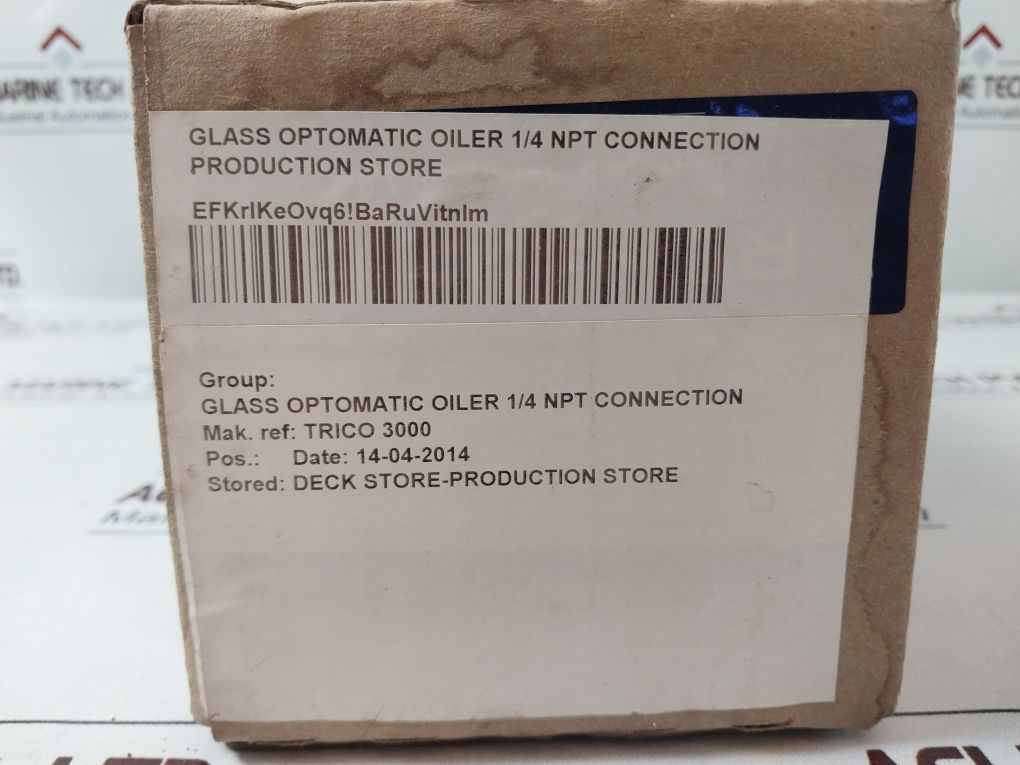 GLASS OPTOMATIC OILER 1/4 NPT CONNECTION
PRODUCTION STORE
EFKrlKeOvq6!BaRuVitnlm
Group:
GLASS OPTOMATIC OILER 1/4 NPT CONNECTION
Mak. ref: TRICO 3000
Pos.: Date: 14-04-2014
Stored: DECK STORE-PRODUCTION STORE